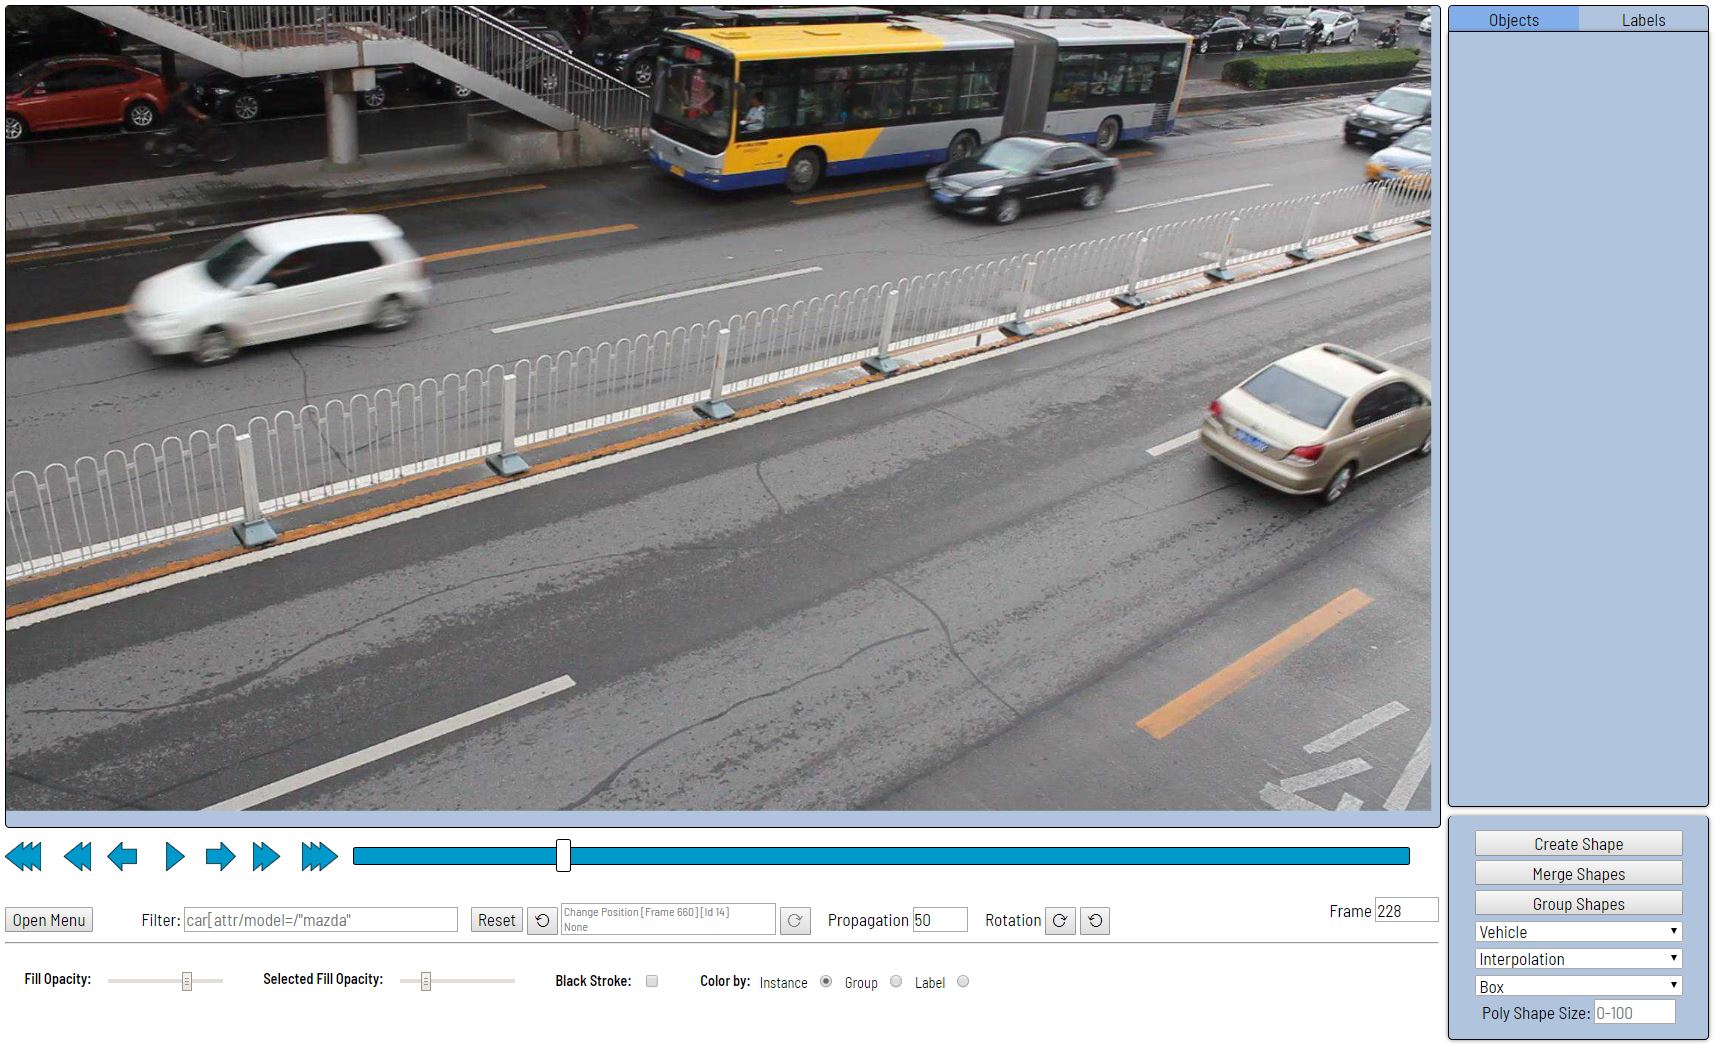 Objects
Labels
Open Menu
Filter: car[attr/model=/"mazda"
Reset
Change Position [Frame 660] [Id 14]
None
Propagation 50
Rotation
Frame 228
Fill Opacity:
Selected Fill Opacity:
Black Stroke:
Color by: Instance Group Label
Create Shape
Merge Shapes
Group Shapes
Vehicle
Interpolation
Box
Poly Shape Size: 0-100